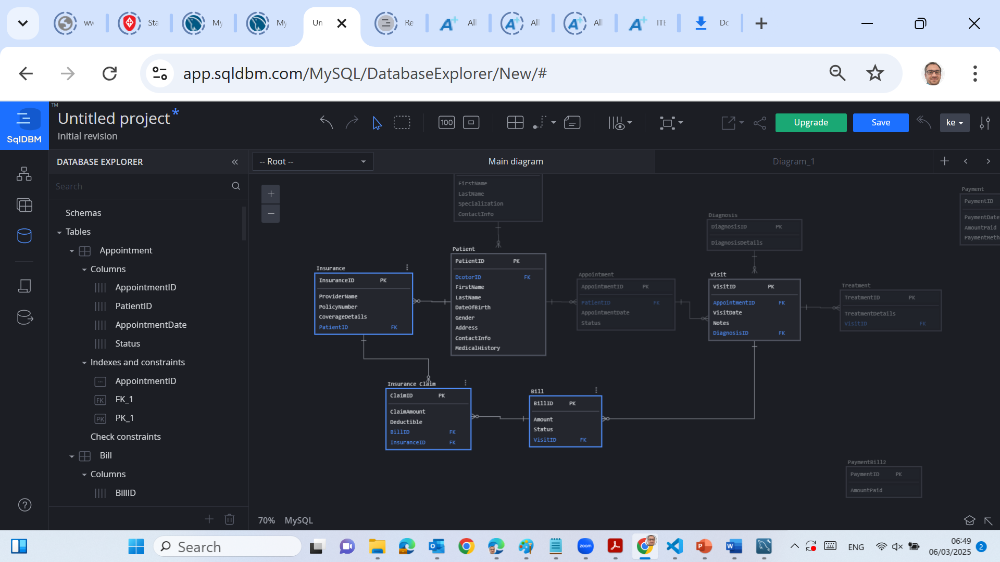 ww
Sta
My
My
Un
Re
All
All
All
ITE
Do
app.sqldbm.com/MySQL/DatabaseExplorer/New/#
SqlDBM
TM
Untitled project*
Initial revision
100
Upgrade
Save
ke
DATABASE EXPLORER
-- Root --
Main diagram
Diagram_1
Search
Schemas
Tables
Appointment
Columns
AppointmentID
PatientID
AppointmentDate
Status
Indexes and constraints
AppointmentID
FK FK_1
PK PK_1
Check constraints
Bill
Columns
BillID
FirstName
LastName
Specialization
ContactInfo
Patient
PatientID PK
DcotorID FK
FirstName
LastName
DateOfBirth
Gender
Address
ContactInfo
MedicalHistory
Insurance
InsuranceID PK
ProviderName
PolicyNumber
CoverageDetails
PatientID FK
Appointment
AppointmentID PK
PatientID FK
AppointmentDate
Status
Diagnosis
DiagnosisID PK
DiagnosisDetails
Visit
VisitID PK
AppointmentID FK
VisitDate
Notes
DiagnosisID FK
Treatment
TreatmentID PK
TreatmentDetails
VisitID FK
Payment
PaymentID
PaymentDate
AmountPaid
PaymentMeth
Insurance Claim
ClaimID PK
ClaimAmount
Deductible
BillID FK
InsuranceID FK
Bill
BillID PK
Amount
Status
VisitID FK
PaymentBill2
PaymentID PK
AmountPaid
70% MySQL
Search
zoom
ENG
06:49
06/03/2025
2